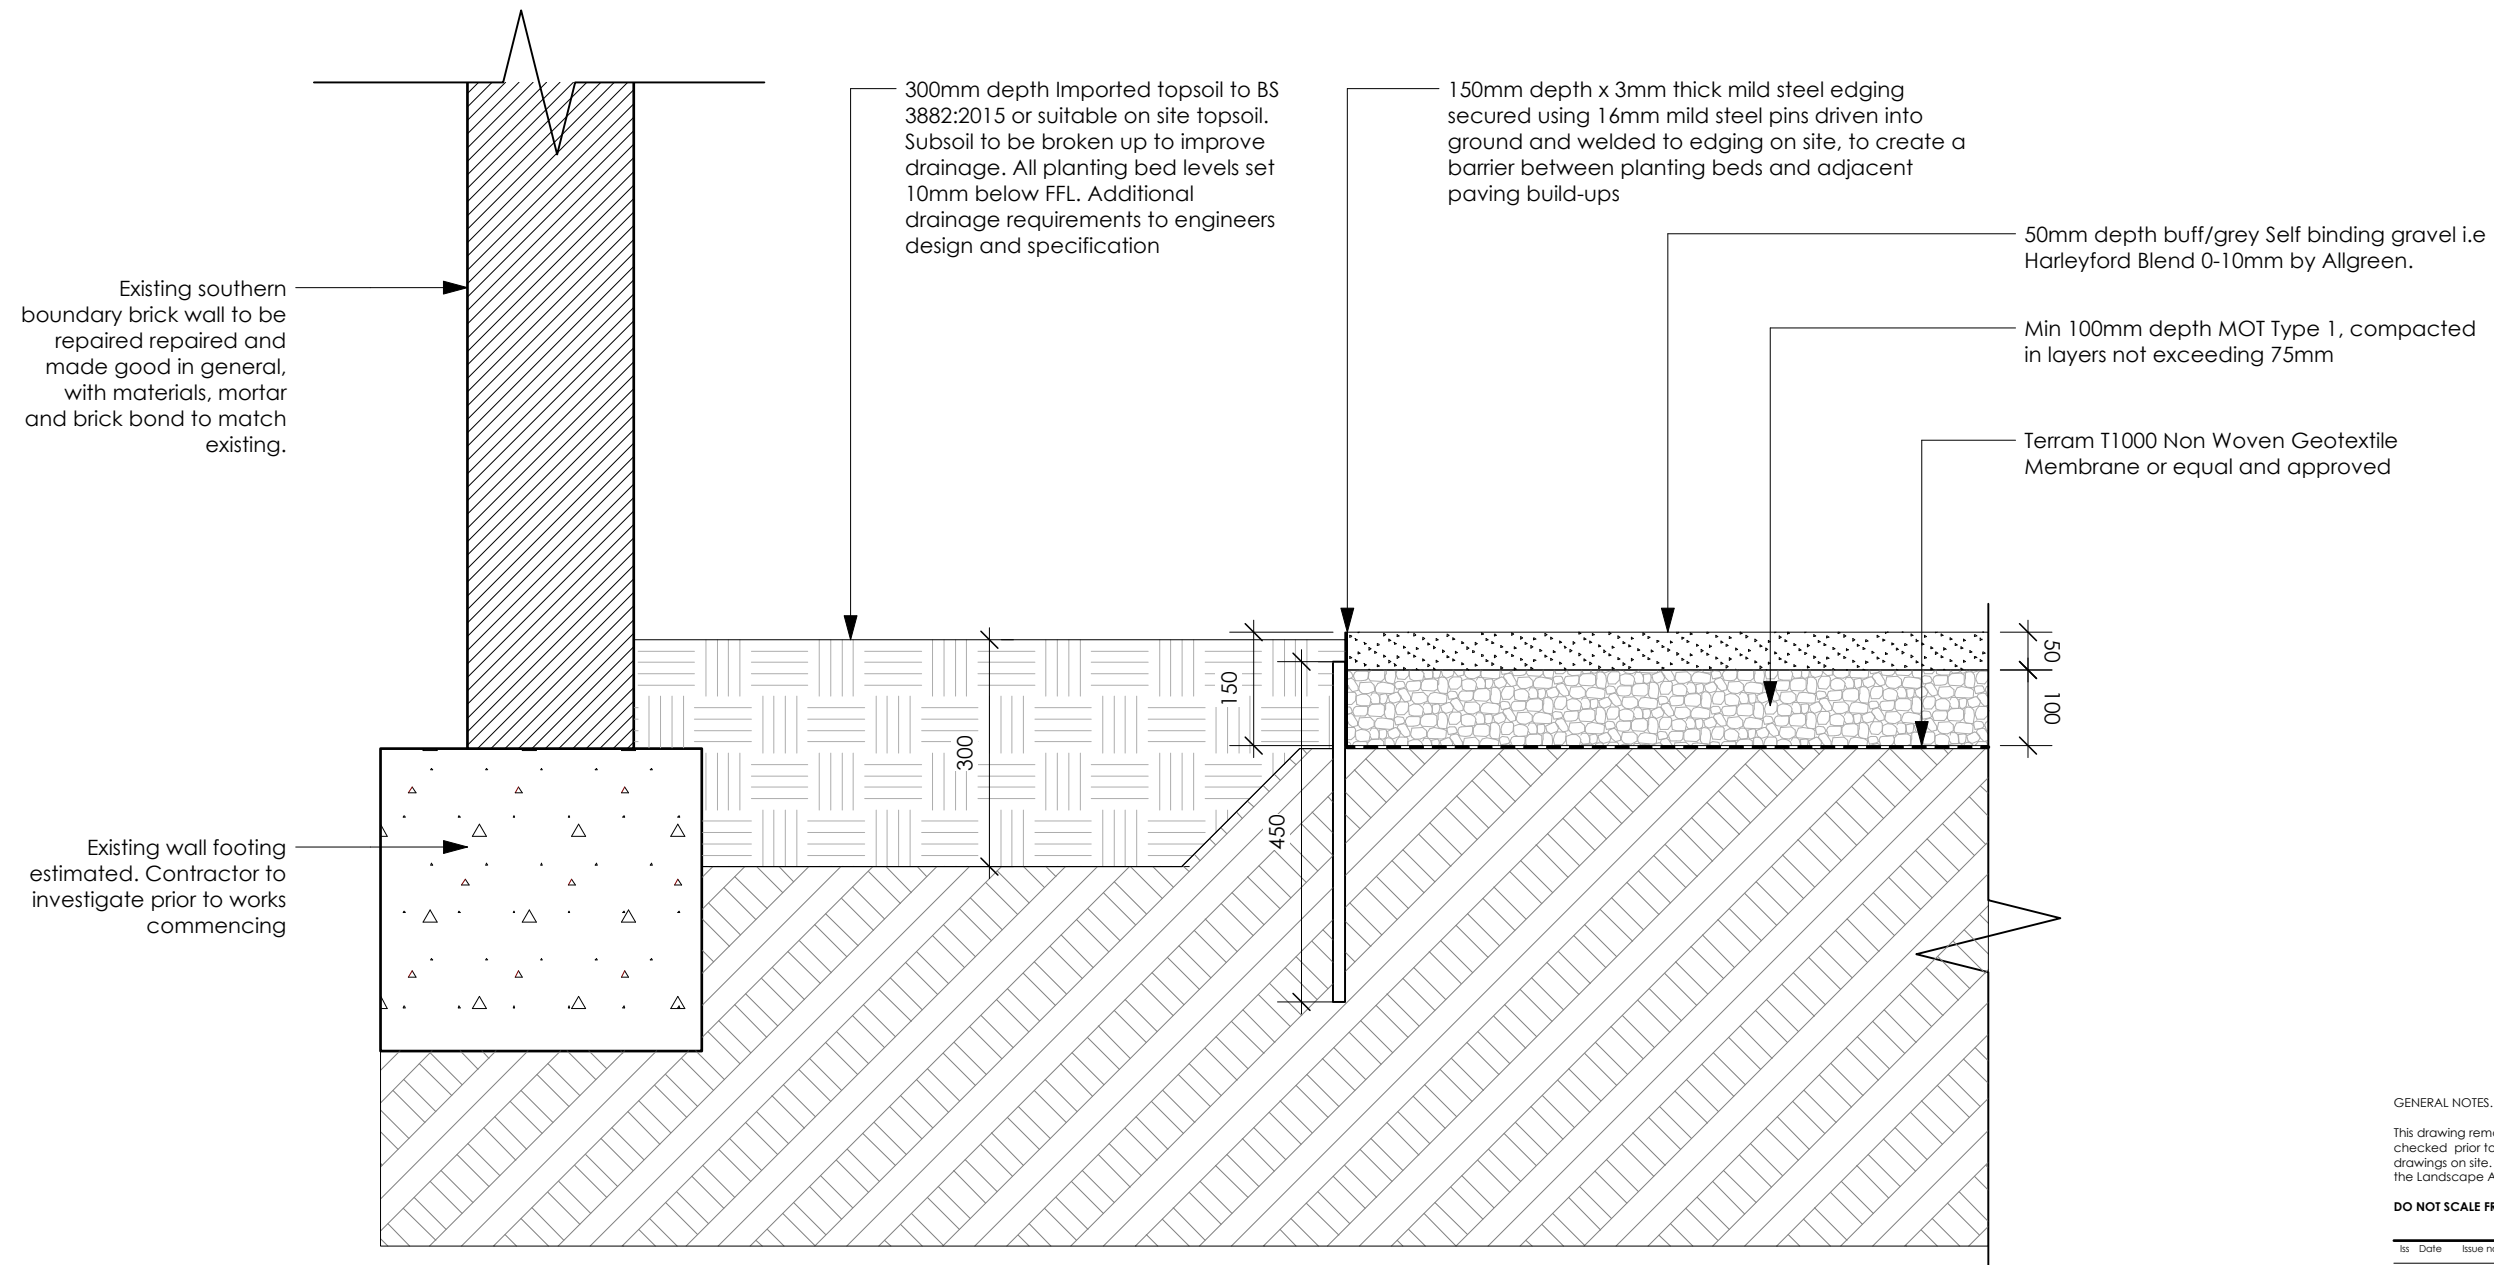 300mm depth Imported topsoil to BS
3882:2015 or suitable on site topsoil.
Subsoil to be broken up to improve
drainage. All planting bed levels set
10mm below FFL. Additional
drainage requirements to engineers
design and specification
150mm depth x 3mm thick mild steel edging
secured using 16mm mild steel pins driven into
ground and welded to edging on site, to create a
barrier between planting beds and adjacent
paving build-ups
50mm depth buff/grey Self binding gravel i.e
Harleyford Blend 0-10mm by Allgreen.
Min 100mm depth MOT Type 1, compacted
in layers not exceeding 75mm
Terram T1000 Non Woven Geotextile
Membrane or equal and approved
Existing southern
boundary brick wall to be
repaired repaired and
made good in general,
with materials, mortar
and brick bond to match
existing.
Existing wall footing
estimated. Contractor to
investigate prior to works
commencing
300
150
450
50
100
GENERAL NOTES.
This drawing rem
checked prior to
drawings on site.
the Landscape A
DO NOT SCALE FR
Iss Date Issue no